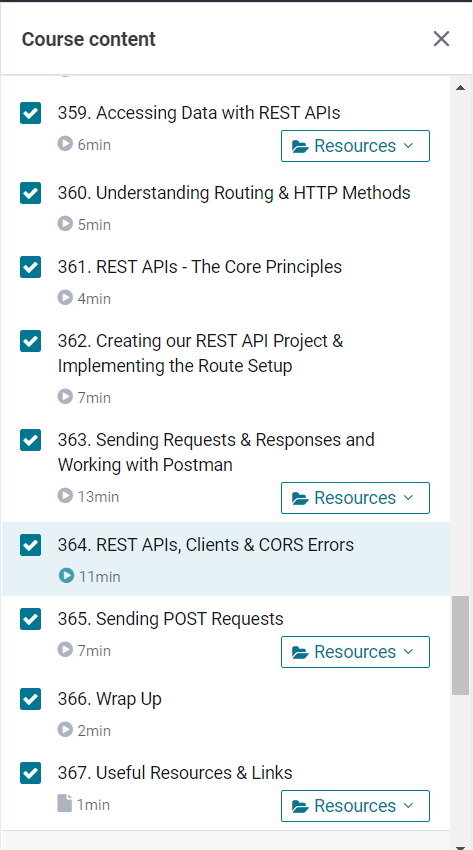 Course content
359. Accessing Data with REST APIs
6min
Resources
360. Understanding Routing & HTTP Methods
5min
361. REST APIs - The Core Principles
4min
362. Creating our REST API Project &
Implementing the Route Setup
7min
363. Sending Requests & Responses and
Working with Postman
13min
Resources
364. REST APIs, Clients & CORS Errors
11min
365. Sending POST Requests
7min
Resources
366. Wrap Up
2min
367. Useful Resources & Links
1min
Resources